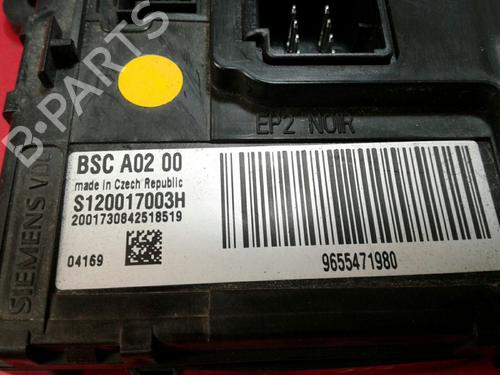 B-PARTS
EP2 NOIR
BSC A02 00
made in Czech Republic
S120017003H
2001730842518519
04169
9655471980
SIEMENS VDO